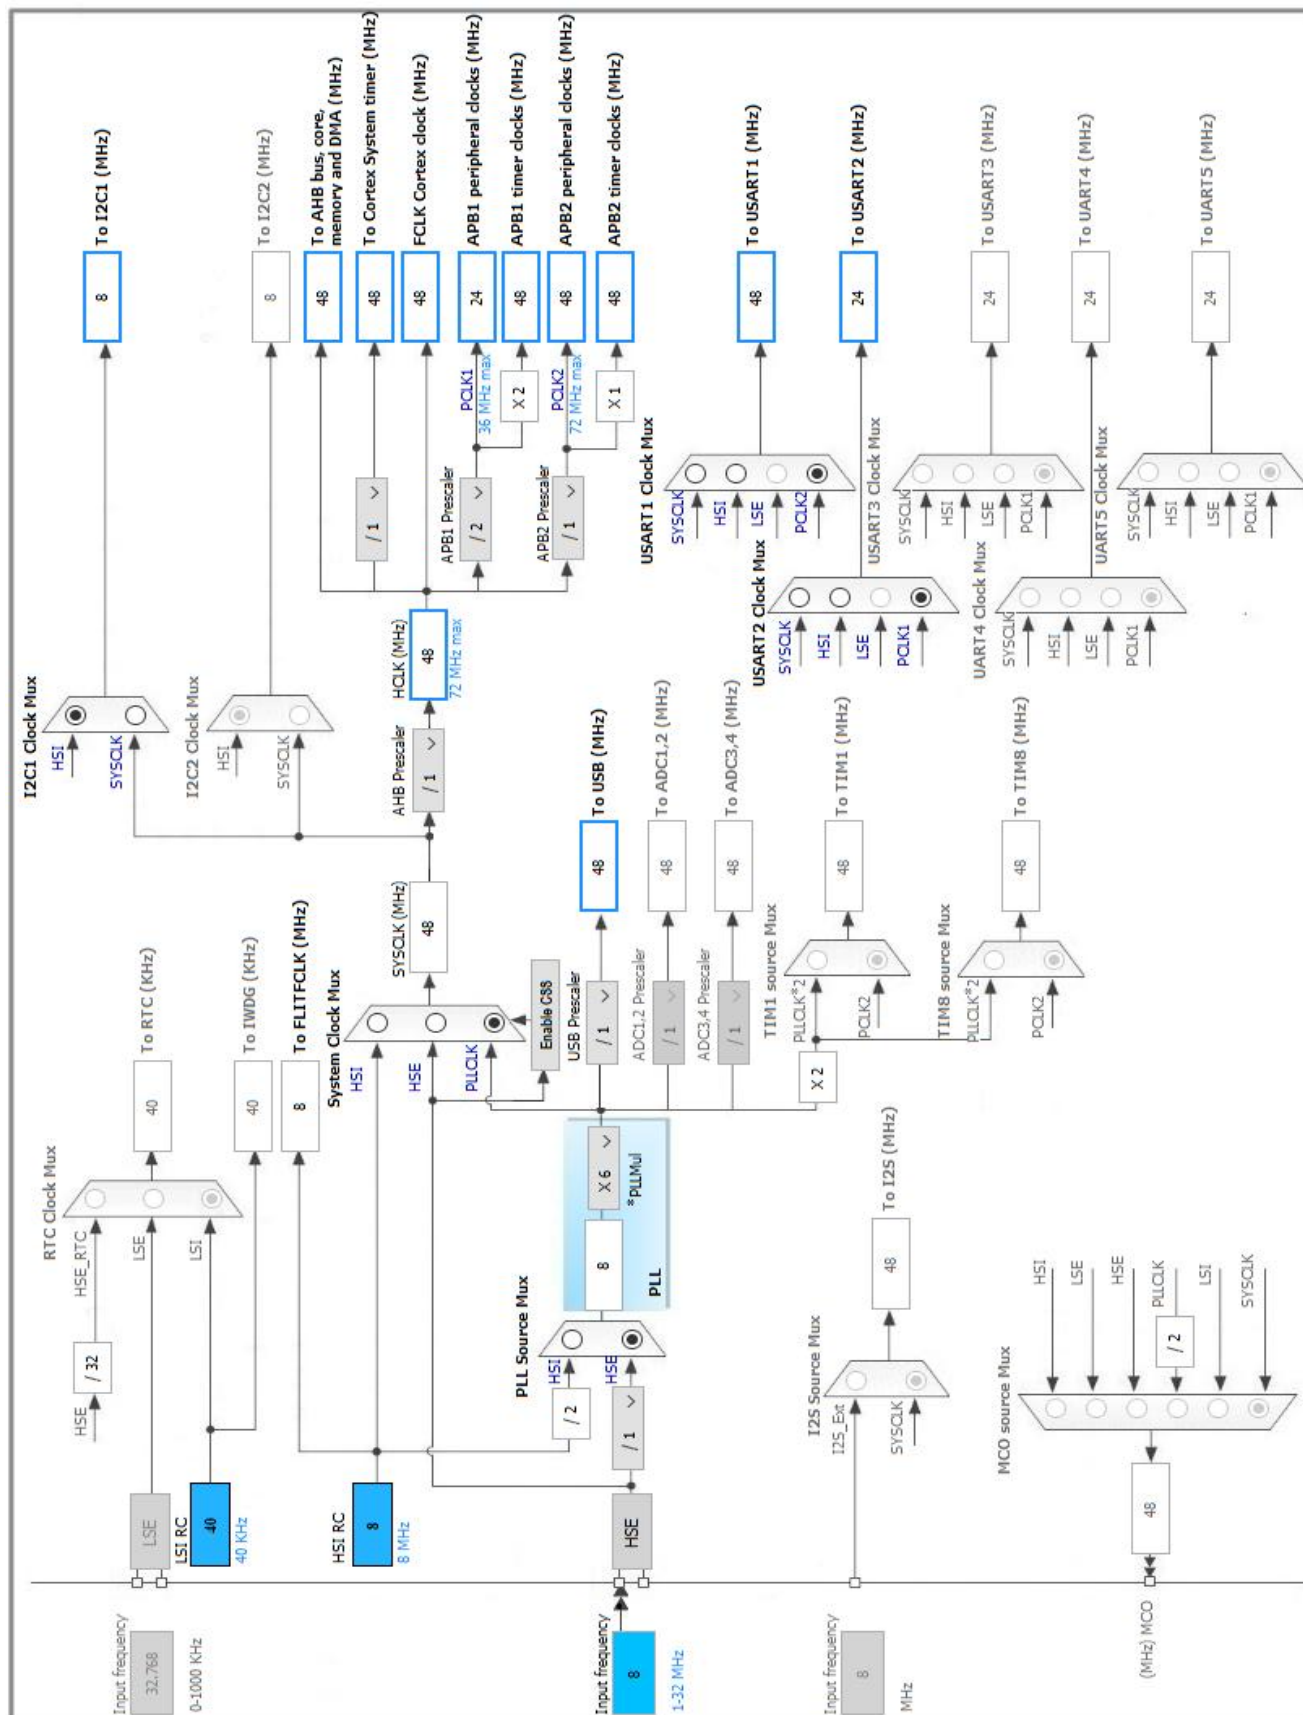 Input frequency
32.768
0-1000 KHz
LSE
LSI RC
40
40 KHz
HSE
/ 32
HSE_RTC
LSE
LSI
RTC Clock Mux
40
To RTC (KHz)
40
To IWDG (KHz)
HSI RC
8
8 MHz
8
To FLITFCLK (MHz)
System Clock Mux
HSI
HSE
PLLCLK
Enable CSS
SYSCLK (MHz)
48
I2C1 Clock Mux
HSI
SYSCLK
8
To I2C1 (MHz)
I2C2 Clock Mux
HSI
SYSCLK
8
To I2C2 (MHz)
AHB Prescaler
/ 1
HCLK (MHz)
48
72 MHz max
48
To AHB bus, core,
memory and DMA (MHz)
/ 1
48
To Cortex System timer (MHz)
48
FCLK Cortex clock (MHz)
APB1 Prescaler
/ 2
PCLK1
36 MHz max
24
APB1 peripheral clocks (MHz)
X 2
48
APB1 timer clocks (MHz)
APB2 Prescaler
/ 1
PCLK2
72 MHz max
48
APB2 peripheral clocks (MHz)
X 1
48
APB2 timer clocks (MHz)
Input frequency
8
1-32 MHz
HSE
/ 2
/ 1
PLL Source Mux
HSI
HSE
8
X 6
*PLLMul
PLL
USB Prescaler
/ 1
48
To USB (MHz)
ADC1,2 Prescaler
/ 1
48
To ADC1,2 (MHz)
ADC3,4 Prescaler
/ 1
48
To ADC3,4 (MHz)
X 2
TIM1 source Mux
PLLCLK*2
PCLK2
48
To TIM1 (MHz)
TIM8 source Mux
PLLCLK*2
PCLK2
48
To TIM8 (MHz)
USART1 Clock Mux
SYSCLK
HSI
LSE
PCLK2
48
To USART1 (MHz)
USART2 Clock Mux
SYSCLK
HSI
LSE
PCLK1
24
To USART2 (MHz)
USART3 Clock Mux
SYSCLK
HSI
LSE
PCLK1
24
To USART3 (MHz)
UART4 Clock Mux
SYSCLK
HSI
LSE
PCLK1
24
To UART4 (MHz)
UART5 Clock Mux
SYSCLK
HSI
LSE
PCLK1
24
To UART5 (MHz)
Input frequency
8
MHz
I2S Source Mux
I2S_Ext
SYSCLK
48
To I2S (MHz)
(MHz) MCO
48
MCO source Mux
HSI
LSE
HSE
/ 2
PLLCLK
LSI
SYSCLK